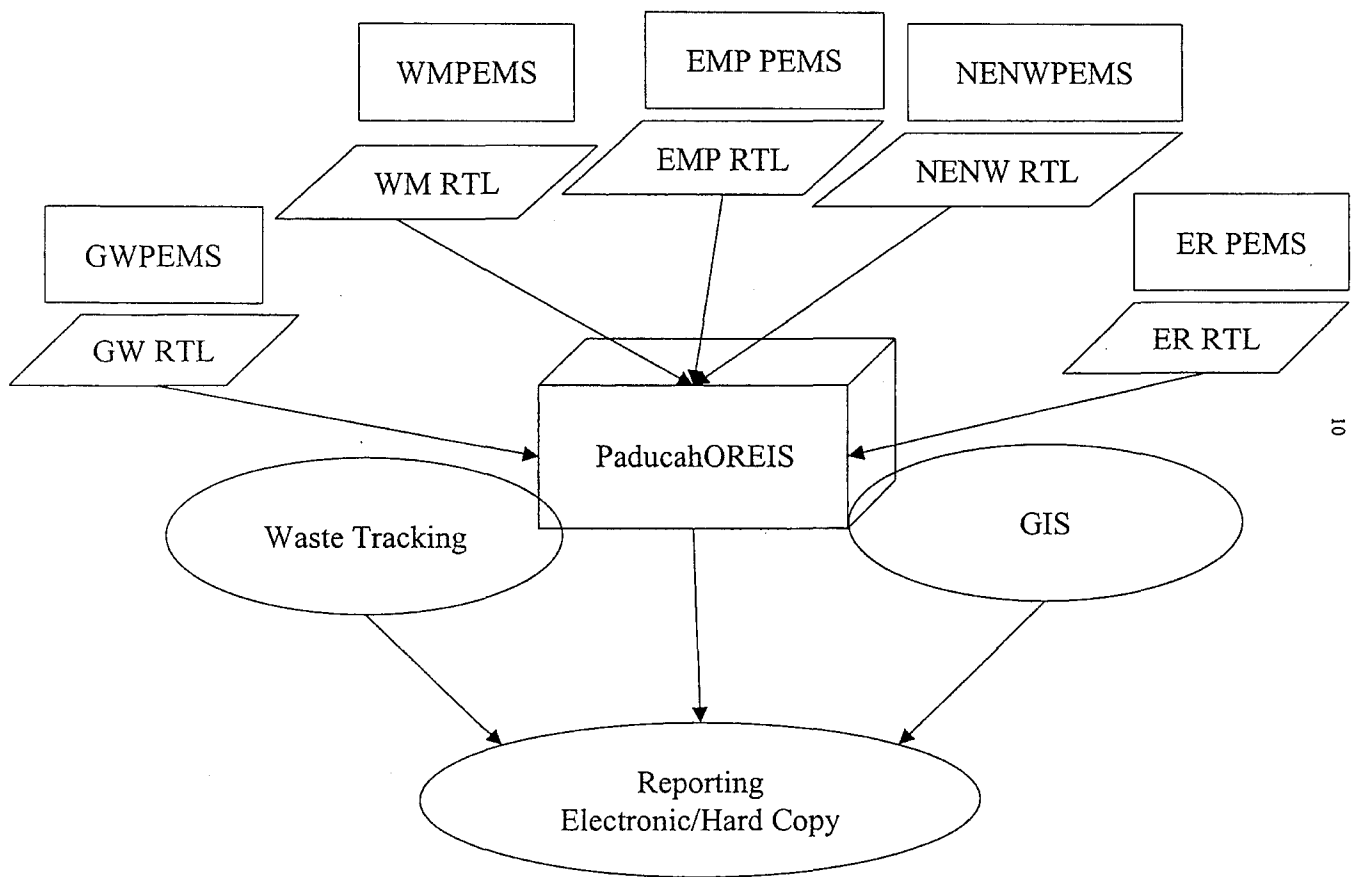 WMPEMS
EMP PEMS
NENWPEMS
WM RTL
EMP RTL
NENW RTL
GWPEMS
ER PEMS
GW RTL
ER RTL
10
PaducahOREIS
Waste Tracking
GIS
Reporting
Electronic/Hard Copy